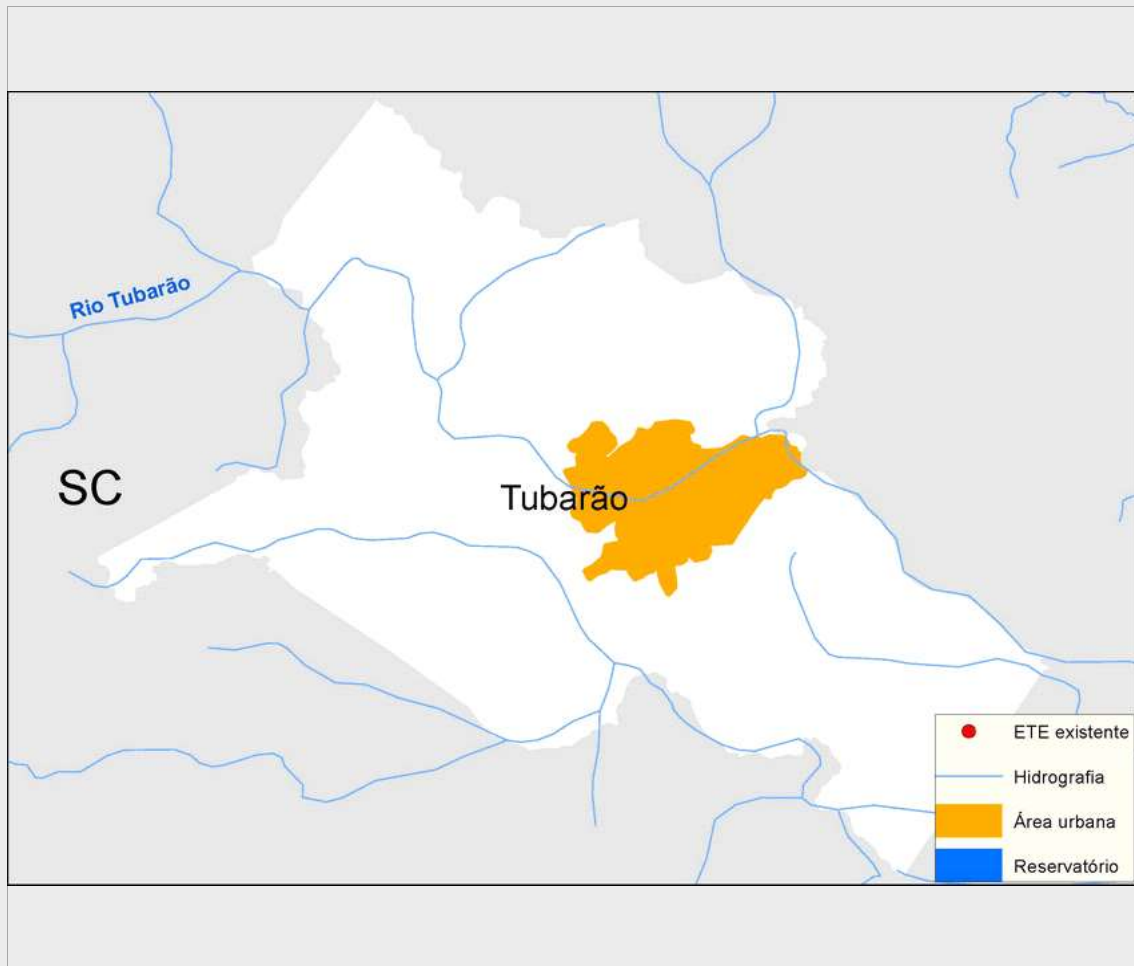 Rio Tubarão
SC
Tubarão
ETE existente
Hidrografia
Área urbana
Reservatório